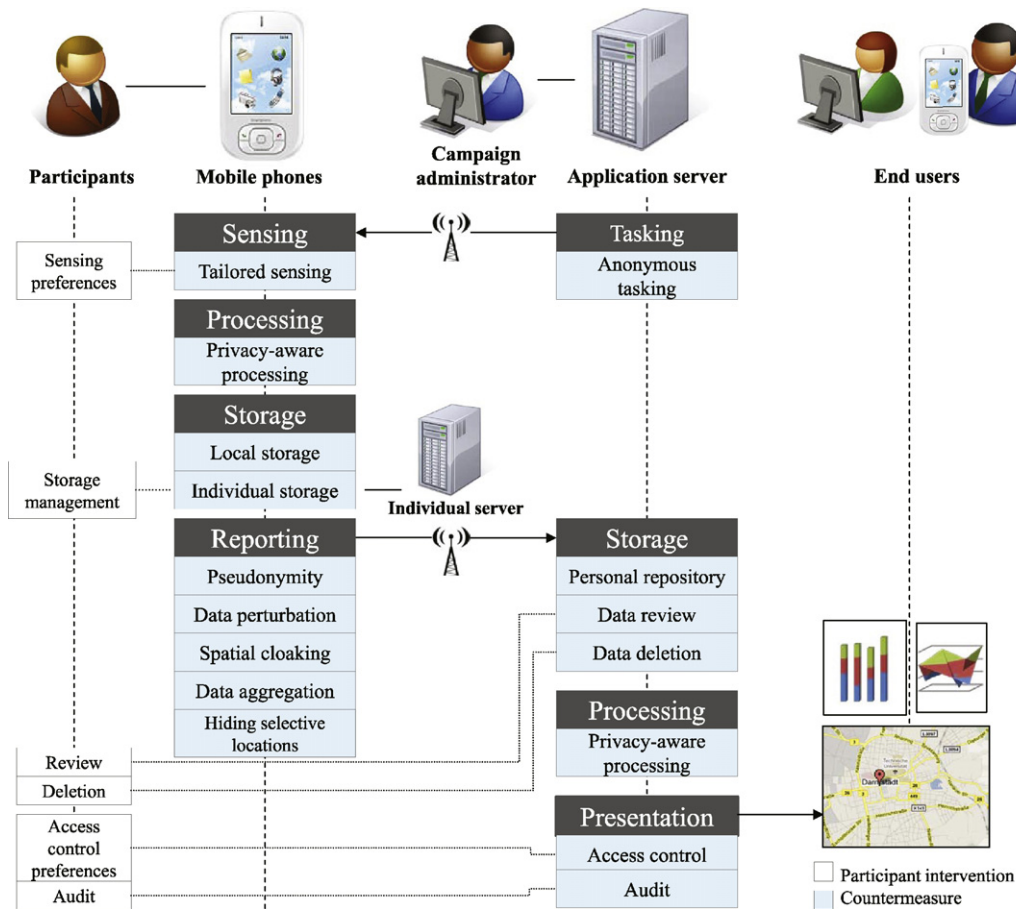 Participants
Mobile phones
Campaign
administrator
Application server
End users
Sensing
Tailored sensing
Tasking
Anonymous
tasking
Sensing
preferences
Processing
Privacy-aware
processing
Storage
Local storage
Individual storage
Storage
management
Individual server
Reporting
Pseudonymity
Data perturbation
Spatial cloaking
Data aggregation
Hiding selective
locations
Storage
Personal repository
Data review
Data deletion
Processing
Privacy-aware
processing
Review
Deletion
Presentation
Access control
Audit
Access
control
preferences
Audit
Darmstadt
Participant intervention
Countermeasure